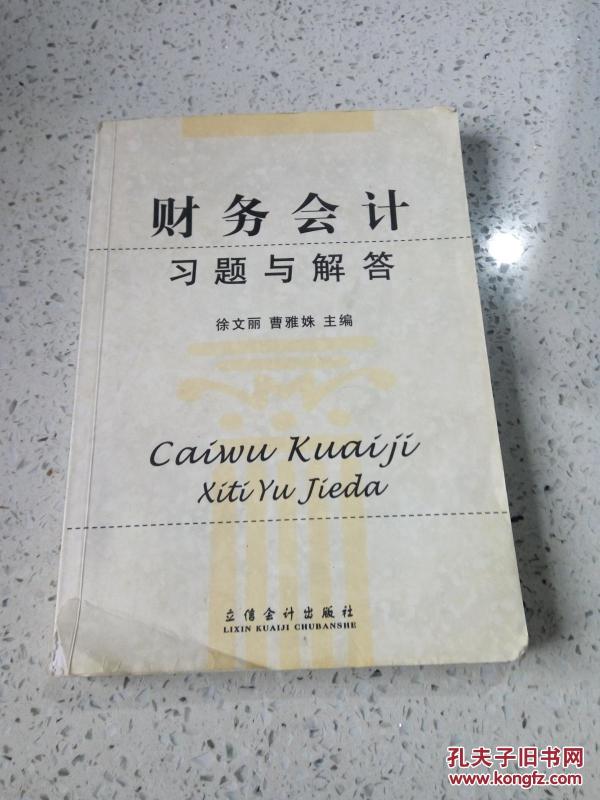 财务会计
习题与解答
徐文丽 曹雅姝 主编
Caiwu Kuaiji
Xiti Yu Jieda
立信会计出版社
LIXIN KUAIJI CHUBANSHE
孔夫子旧书网
www.kongfz.com